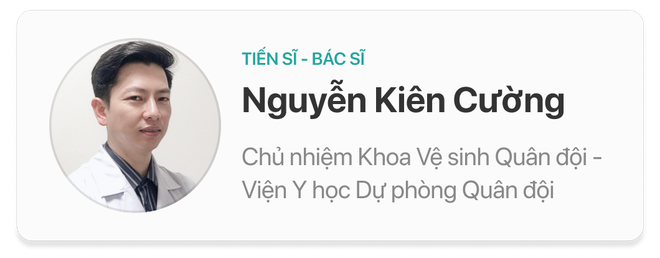 TIẾN SĨ - BÁC SĨ
Nguyễn Kiên Cường
Chủ nhiệm Khoa Vệ sinh Quân đội -
Viện Y học Dự phòng Quân đội